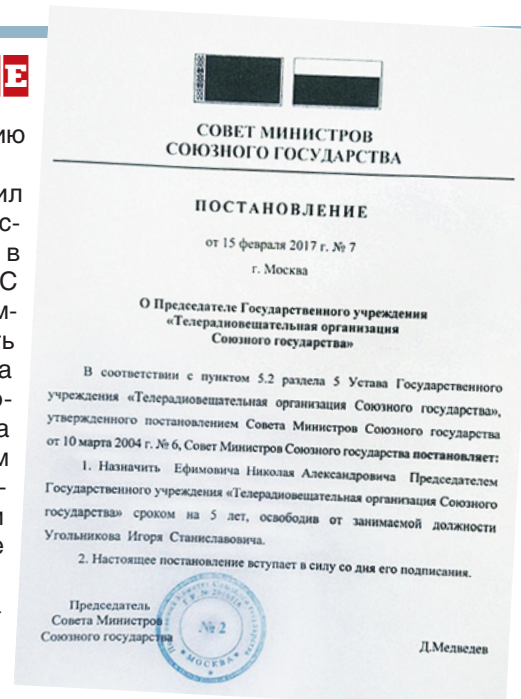 Е
ию
ил
с-
в
С
м-
ть
а
о-
а
м
-
и
е
СОВЕТ МИНИСТРОВ
СОЮЗНОГО ГОСУДАРСТВА
ПОСТАНОВЛЕНИЕ
от 15 февраля 2017 г. № 7
г. Москва
О Председателе Государственного учреждения
«Телерадиовещательная организация
Союзного государства»
В соответствии с пунктом 5.2 раздела 5 Устава Государственного
учреждения «Телерадиовещательная организация Союзного государства»,
утвержденного постановлением Совета Министров Союзного государства
от 10 марта 2004 г. № 6, Совет Министров Союзного государства постановляет:
1. Назначить Ефимовича Николая Александровича Председателем
Государственного учреждения «Телерадиовещательная организация Союзного
государства» сроком на 5 лет, освободив от занимаемой должности
Угольникова Игоря Станиславовича.
2. Настоящее постановление вступает в силу со дня его подписания.
Председатель
Совета Министров
Союзного государства
№ 2
МОСКВА
Д.Медведев